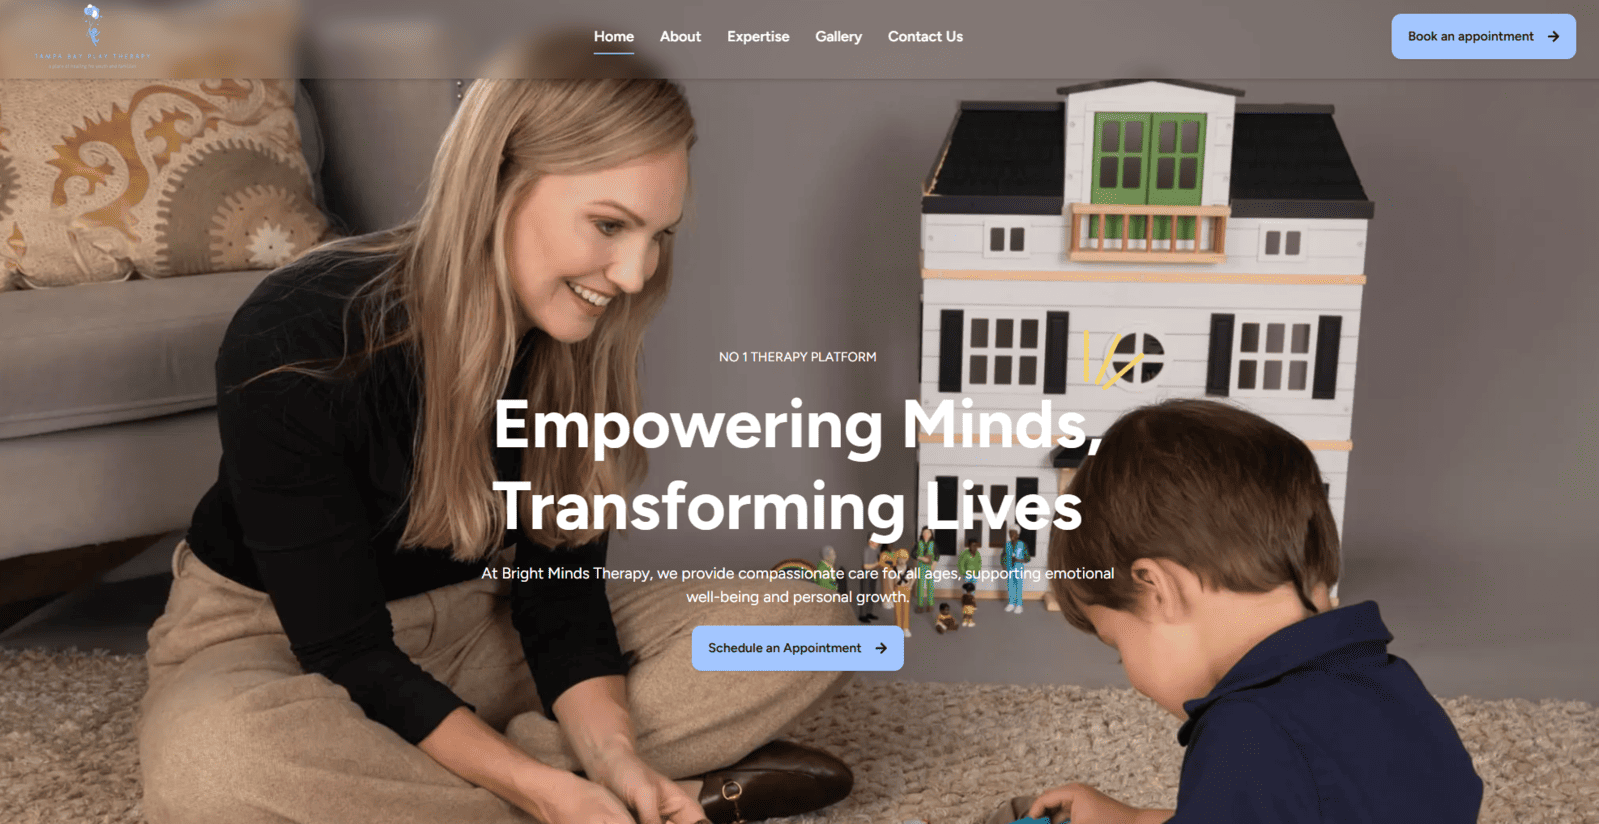 TAMPA BAY PLAY THERAPY
Home
About
Expertise
Gallery
Contact Us
Book an appointment
NO 1 THERAPY PLATFORM
Empowering Minds,
Transforming Lives
At Bright Minds Therapy, we provide compassionate care for all ages, supporting emotional
well-being and personal growth.
Schedule an Appointment